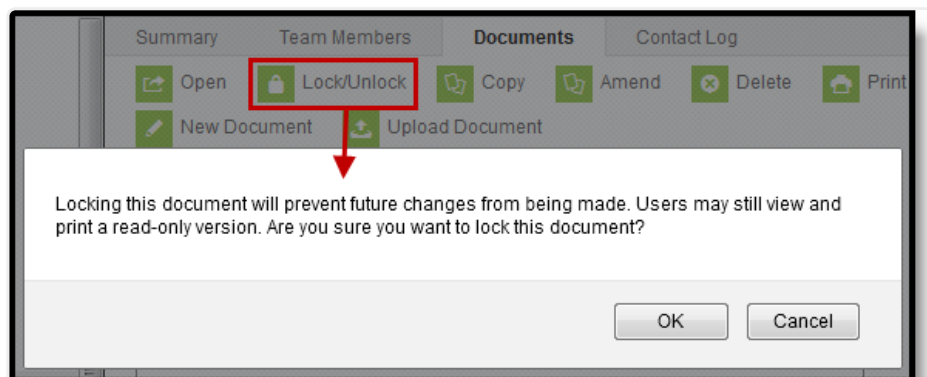 Summary Team Members Documents Contact Log
Open Lock/Unlock Copy Amend Delete Print
New Document Upload Document
Locking this document will prevent future changes from being made. Users may still view and
print a read-only version. Are you sure you want to lock this document?
OK Cancel